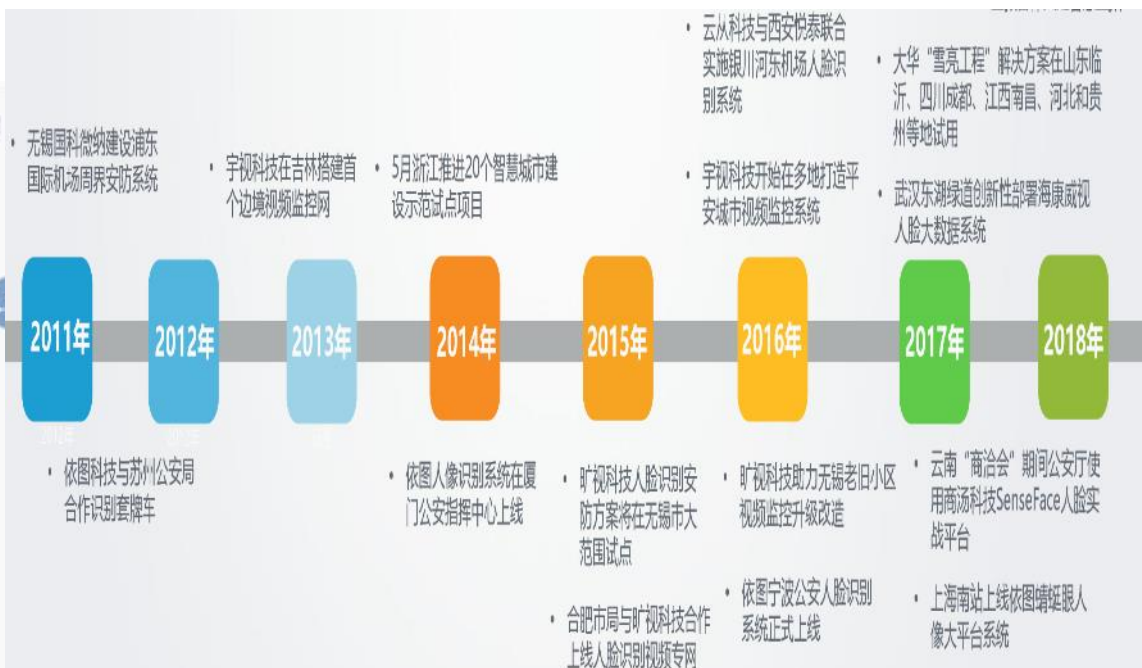 云从科技与西安悦泰联合
实施银川河东机场人脸识
别系统
大华“雪亮工程”解决方案在山东临
沂、四川成都、江西南昌、河北和贵
州等地试用
无锡国科微纳建设浦东
国际机场周界安防系统
宇视科技在吉林搭建首
个边境视频监控网
5月浙江推进20个智慧城市建
设示范试点项目
宇视科技开始在多地打造平
安城市视频监控系统
武汉东湖绿道创新性部署海康威视
人脸大数据系统
2011年
2012年
2013年
2014年
2015年
2016年
2017年
2018年
依图科技与苏州公安局
合作识别套牌车
依图人像识别系统在厦
门公安指挥中心上线
旷视科技人脸识别安
防方案将在无锡市大
范围试点
合肥市局与旷视科技合作
上线人脸识别视频专网
旷视科技助力无锡老旧小区
视频监控升级改造
依图宁波公安人脸识别
系统正式上线
云南“商洽会”期间公安厅使
用商汤科技SenseFace人脸实
战平台
上海南站上线依图蜻蜓眼人
像大平台系统